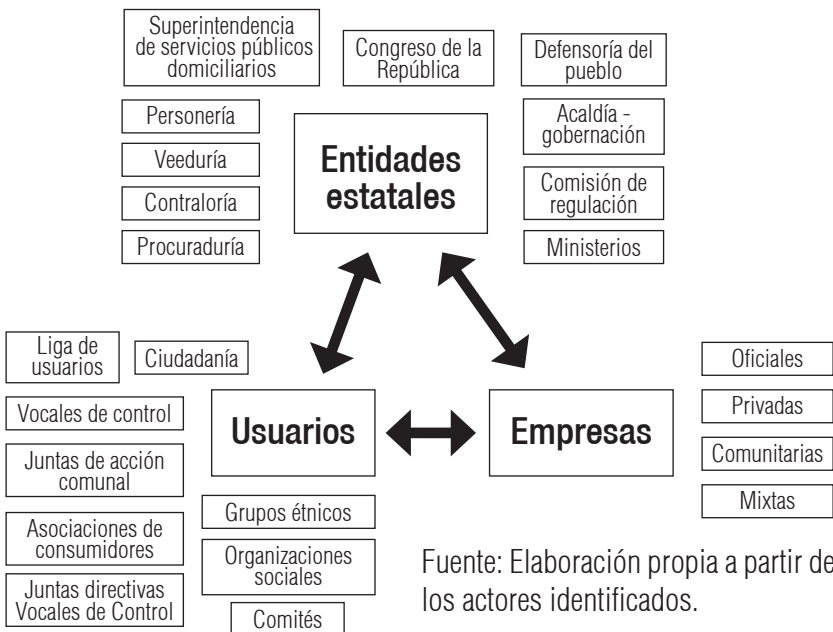 Superintendencia
de servicios públicos
domiciliarios
Congreso de la
República
Defensoría del
pueblo
Personería
Veeduría
Contraloría
Procuraduría
Entidades
estatales
Acaldía -
gobernación
Comisión de
regulación
Ministerios
Liga de
usuarios
Ciudadanía
Vocales de control
Juntas de acción
comunal
Asociaciones de
consumidores
Juntas directivas
Vocales de Control
Usuarios
Grupos étnicos
Organizaciones
sociales
Comités
Empresas
Oficiales
Privadas
Comunitarias
Mixtas
Fuente: Elaboración propia a partir de
los actores identificados.